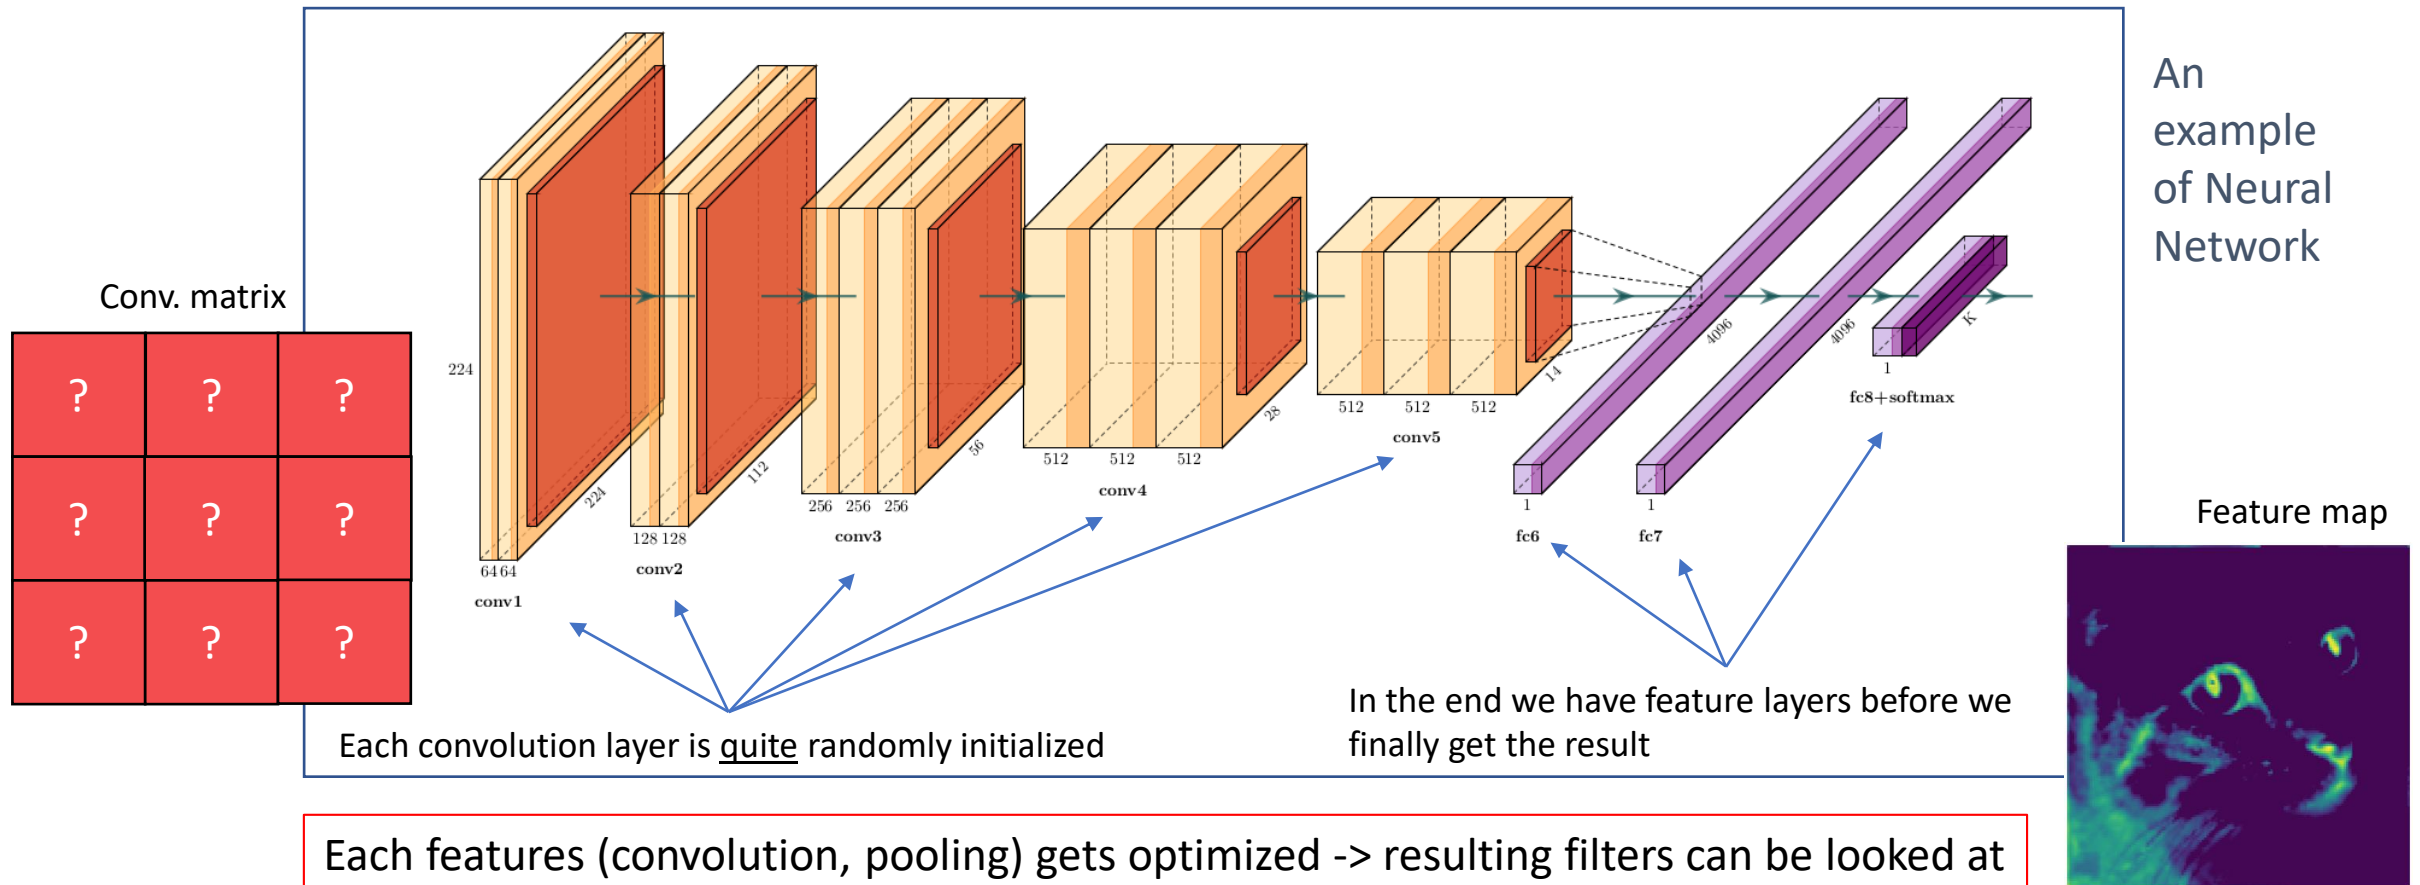 An
example
of Neural
Network
Conv. matrix
? ? ?
? ? ?
? ? ?
224
64 64
224
conv1
128 128
112
conv2
256 256 256
56
conv3
512 512 512
28
conv4
512 512 512
14
conv5
1
4096
fc6
1
4096
fc7
1
K
fc8+softmax
Feature map
Each convolution layer is quite randomly initialized
In the end we have feature layers before we
finally get the result
Each features (convolution, pooling) gets optimized -> resulting filters can be looked at